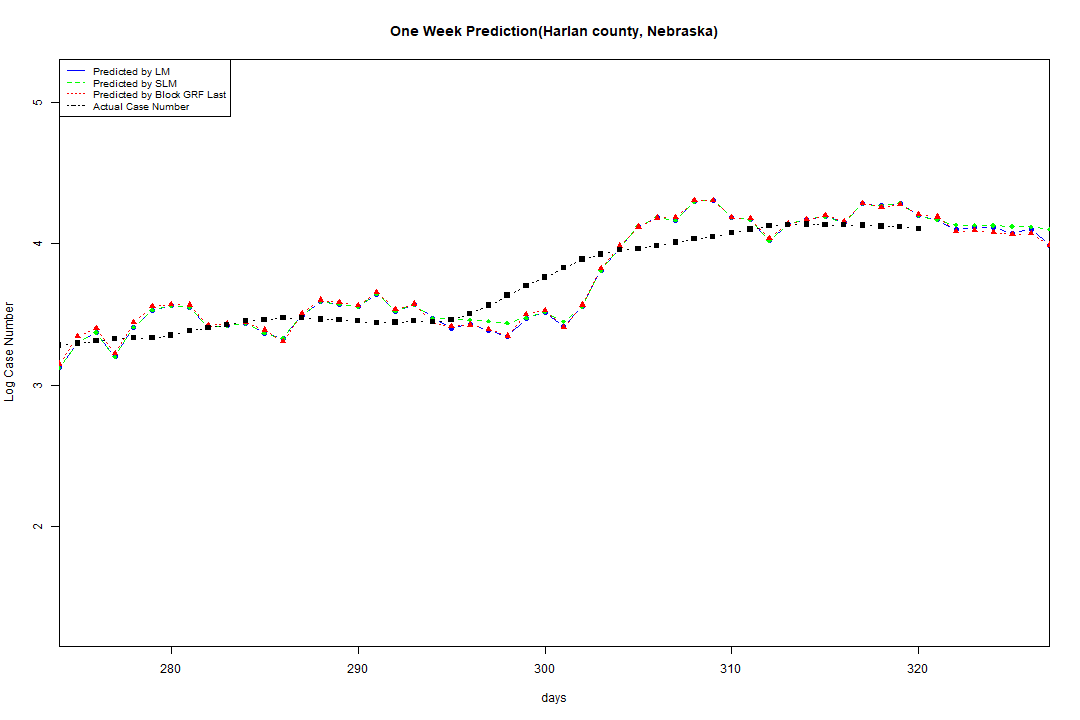 One Week Prediction(Harlan county, Nebraska)
Predicted by LM
Predicted by SLM
Predicted by Block GRF Last
Actual Case Number
5
4
3
2
Log Case Number
280 290 300 310 320
days